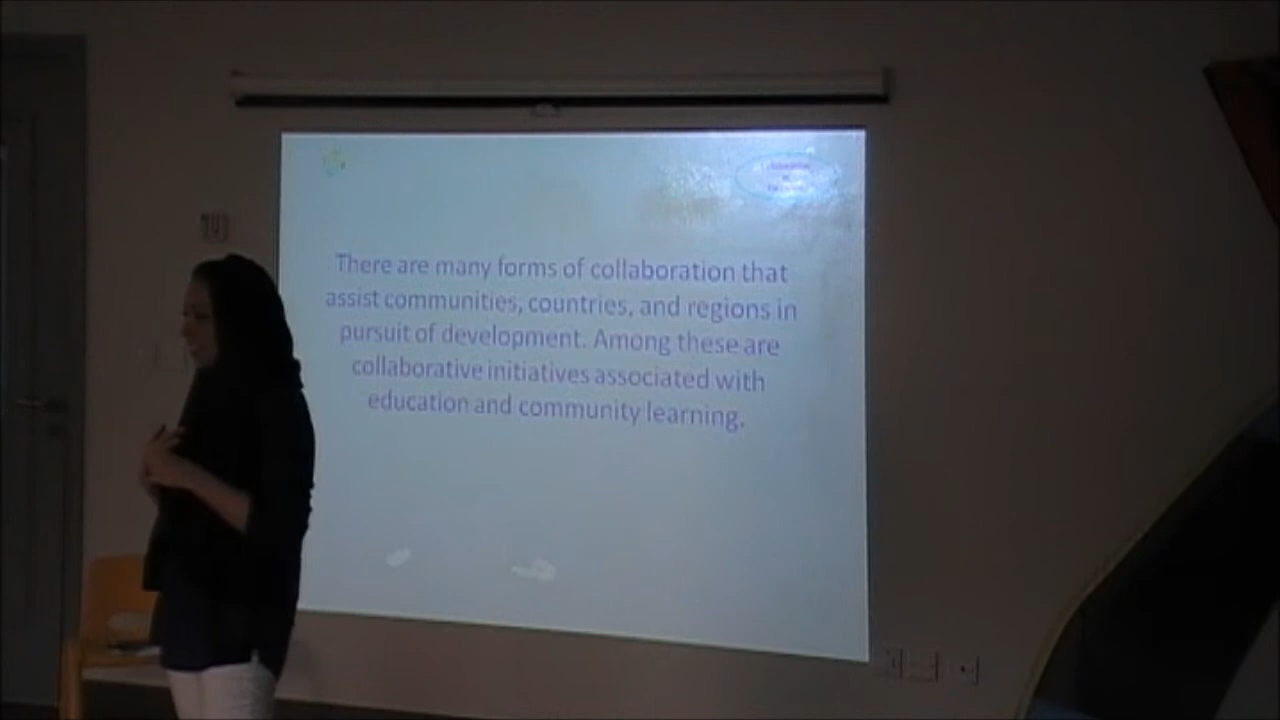 There are many forms of collaboration that
assist communities, countries, and regions in
pursuit of development. Among these are
collaborative initiatives associated with
education and community learning.